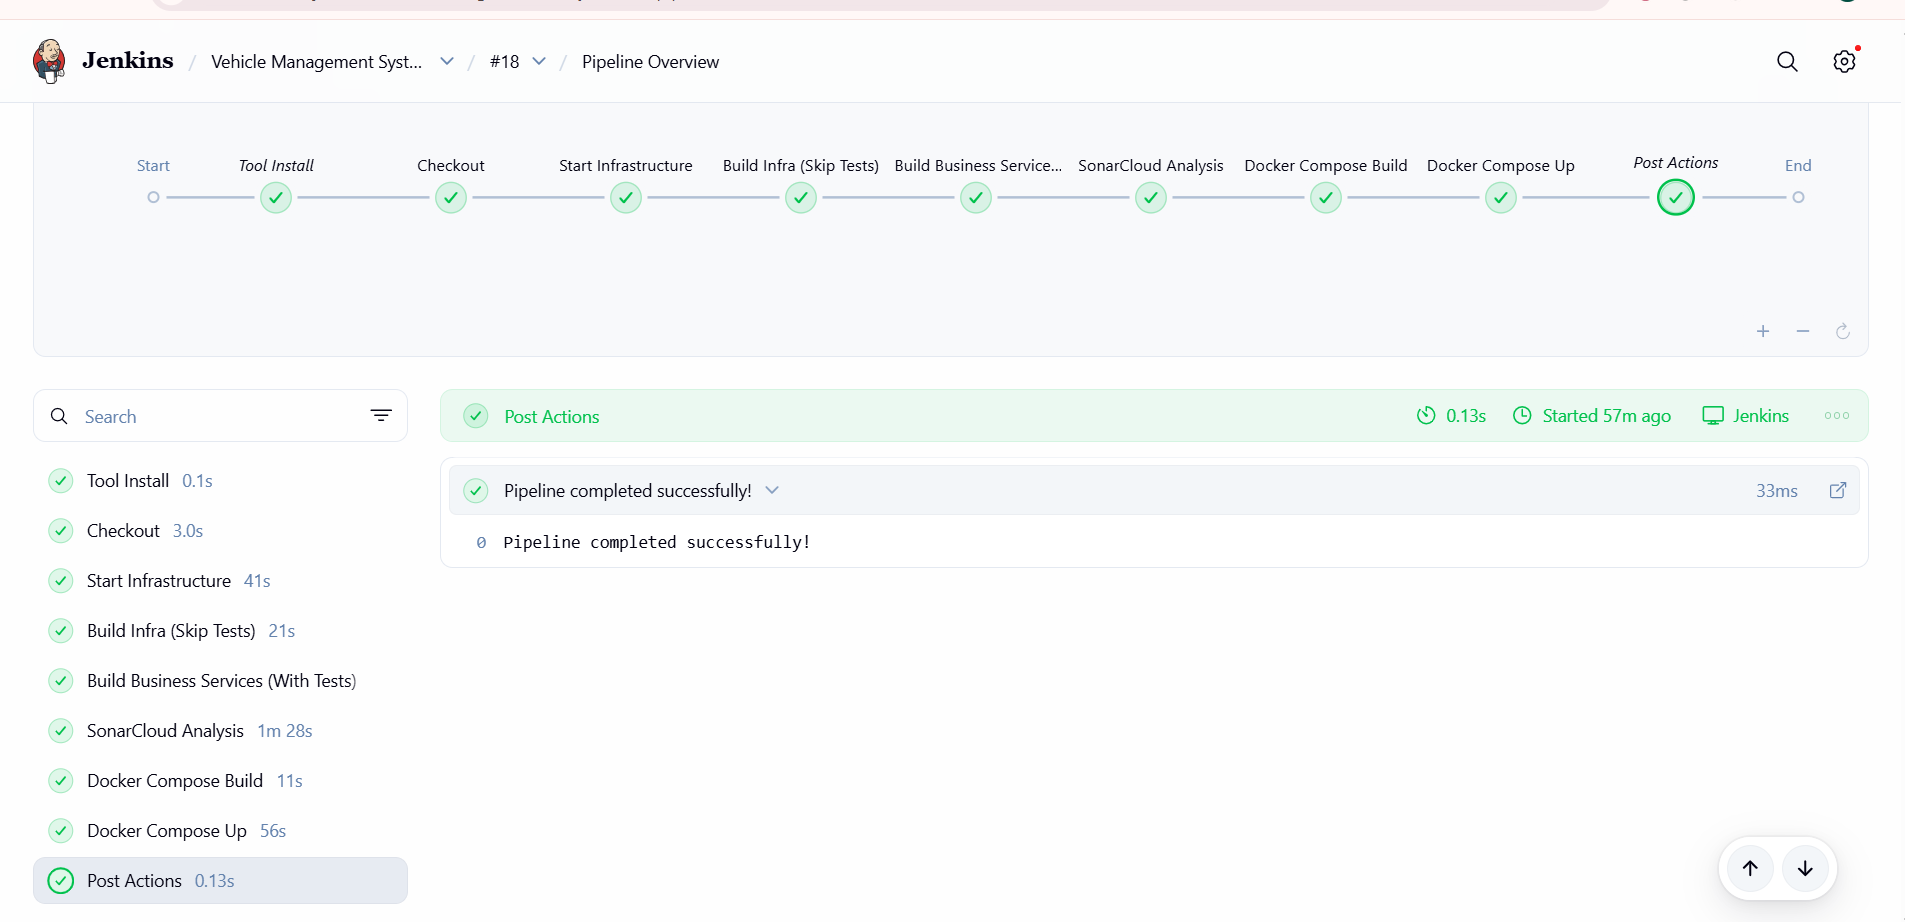 Jenkins / Vehicle Management Syst... / #18 / Pipeline Overview
Start Tool Install Checkout Start Infrastructure Build Infra (Skip Tests) Build Business Service... SonarCloud Analysis Docker Compose Build Docker Compose Up Post Actions End
Search
Tool Install 0.1s
Checkout 3.0s
Start Infrastructure 41s
Build Infra (Skip Tests) 21s
Build Business Services (With Tests)
SonarCloud Analysis 1m 28s
Docker Compose Build 11s
Docker Compose Up 56s
Post Actions 0.13s
Post Actions 0.13s Started 57m ago Jenkins
Pipeline completed successfully! 33ms
0 Pipeline completed successfully!